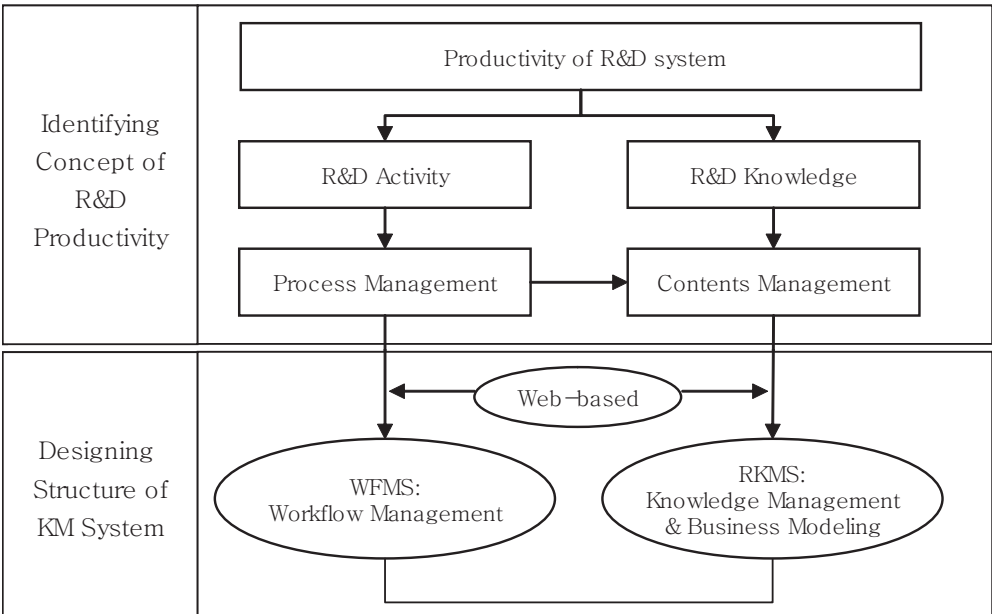 Identifying
Concept of
R&D
Productivity
Productivity of R&D system
R&D Activity
R&D Knowledge
Process Management
Contents Management
Designing
Structure of
KM System
Web-based
WFMS:
Workflow Management
RKMS:
Knowledge Management
& Business Modeling